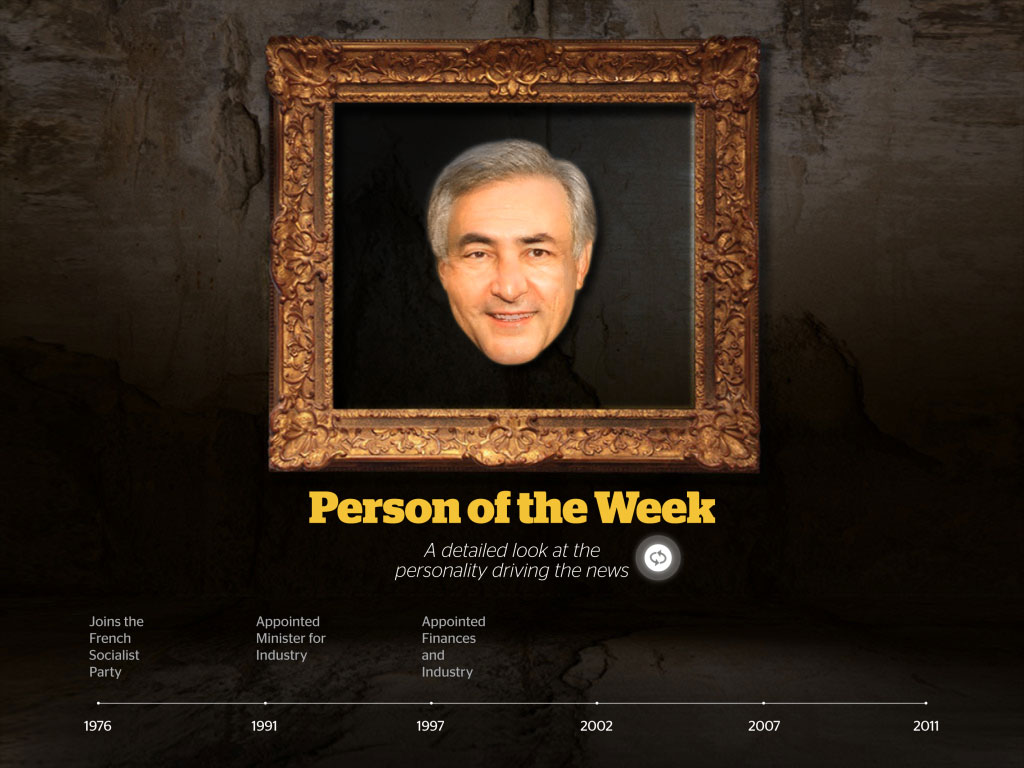 Person of the Week
A detailed look at the
personality driving the news
Joins the
French
Socialist
Party
Appointed
Minister for
Industry
Appointed
Finances
and
Industry
1976 1991 1997 2002 2007 2011